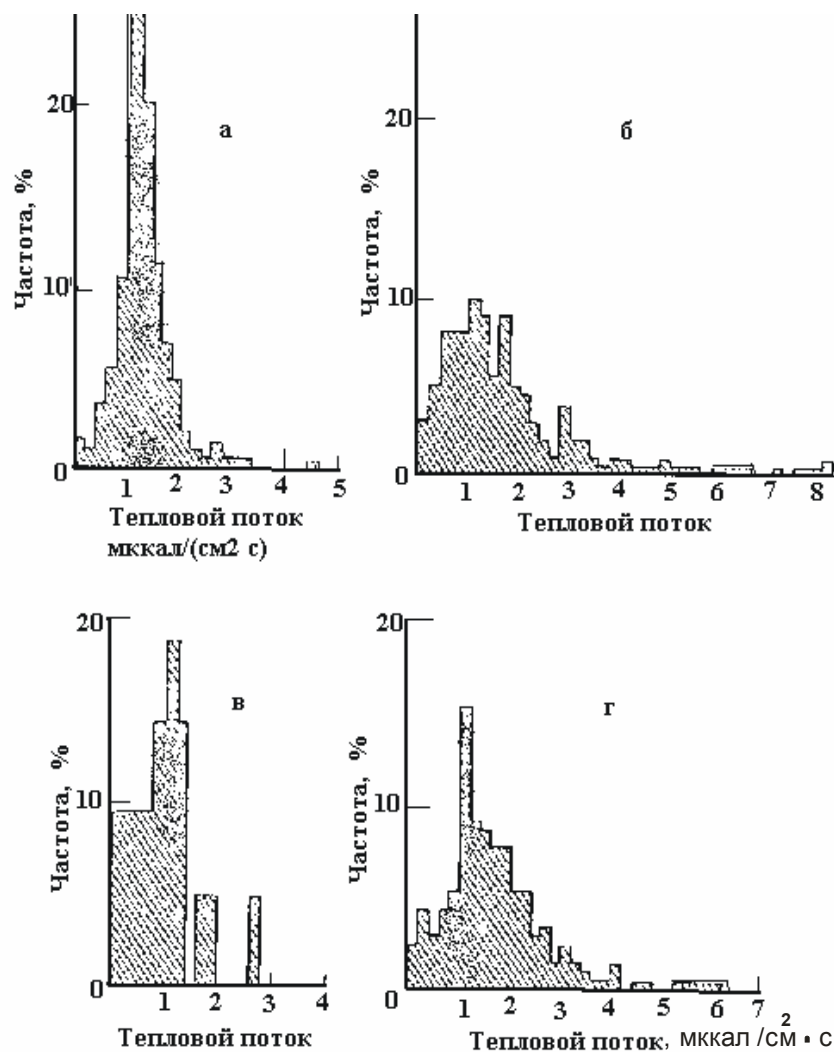 20
10
0
Частота, %
а
1 2 3 4 5
Тепловой поток
мккал/(см2 с)
20
10
0
Частота, %
б
1 2 3 4 5 6 7 8
Тепловой поток
20
10
0
Частота, %
в
1 2 3 4
Тепловой поток
20
10
0
Частота, %
г
1 2 3 4 5 6 7
Тепловой поток, мккал /см² • с